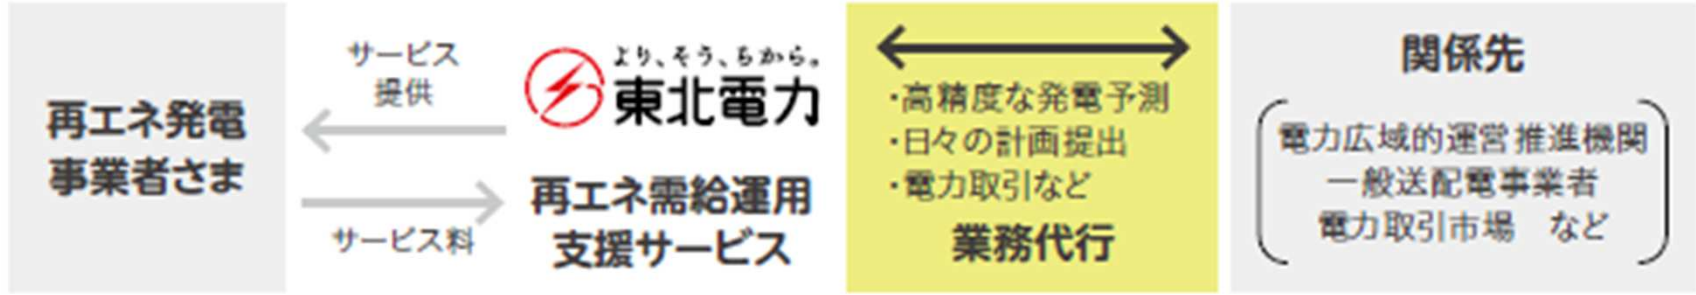 再エネ発電
事業者さま
サービス
提供
サービス料
より、そう、ちから。
東北電力
再エネ需給運用
支援サービス
・高精度な発電予測
・日々の計画提出
・電力取引など
業務代行
関係先
電力広域的運営推進機関
一般送配電事業者
電力取引市場　など